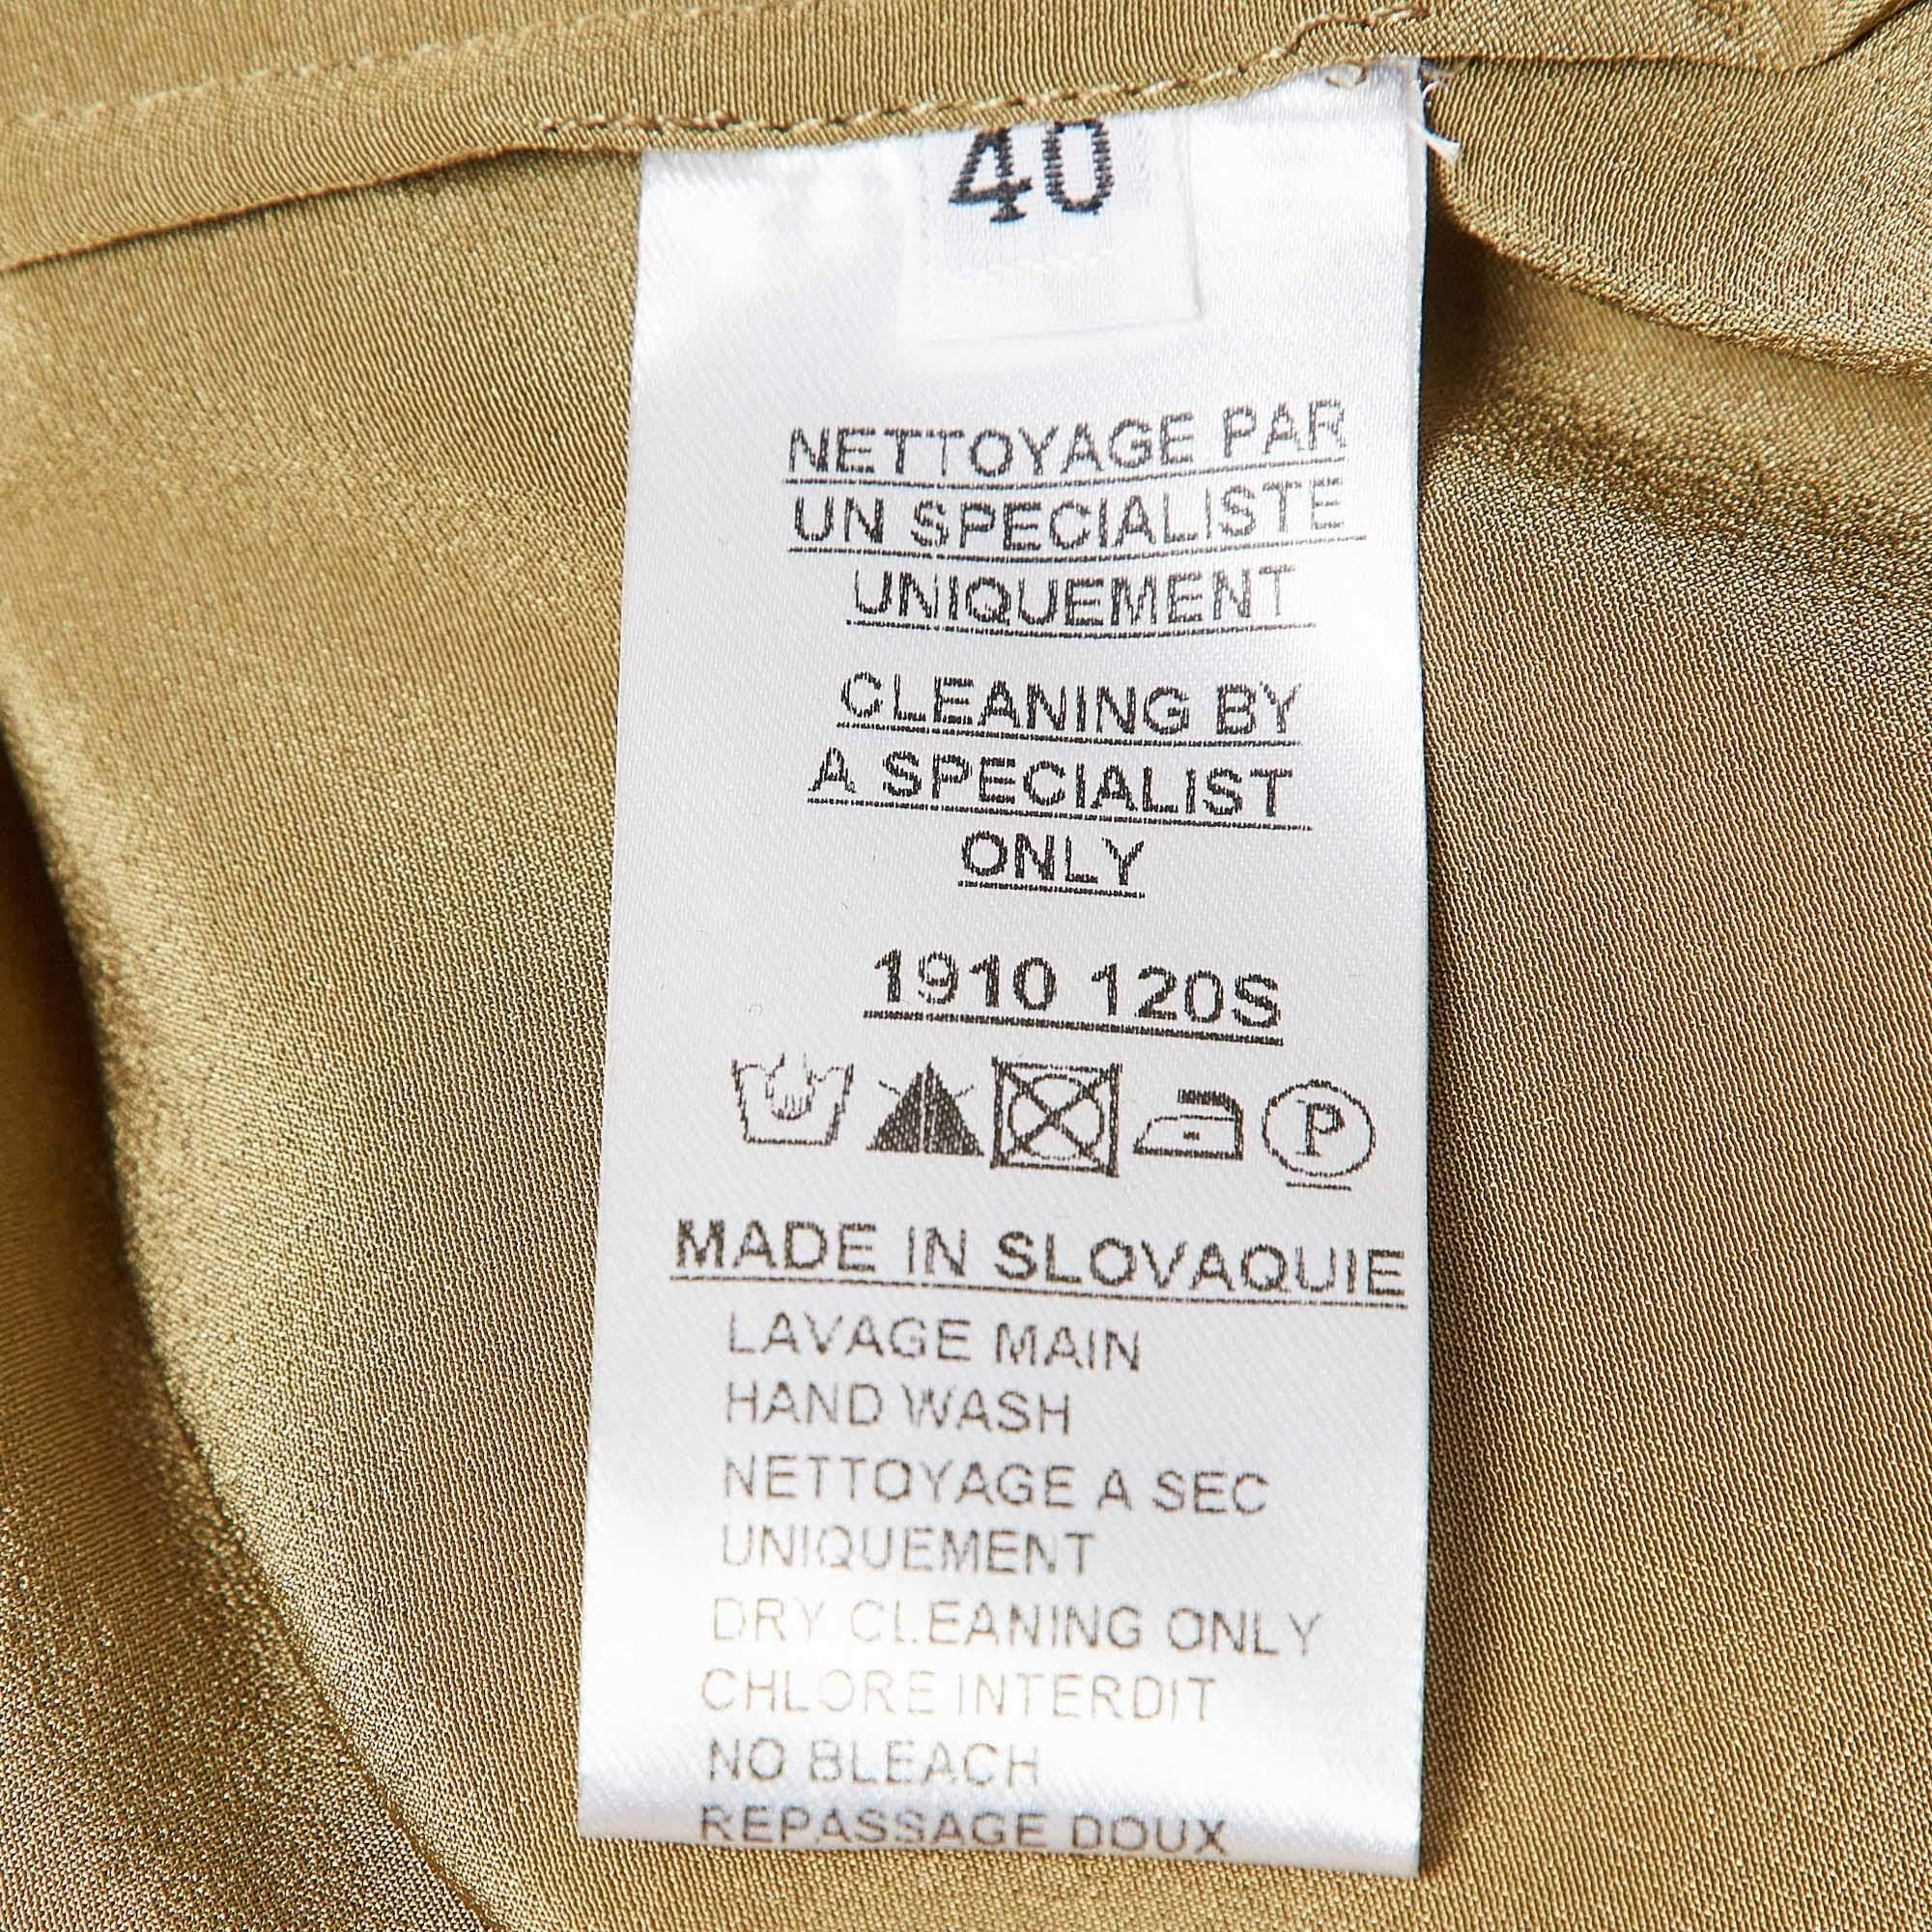 40
NETTOYAGE PAR
UN SPECIALISTE
UNIQUEMENT
CLEANING BY
A SPECIALIST
ONLY
1910 120S
P
MADE IN SLOVAQUIE
LAVAGE MAIN
HAND WASH
NETTOYAGE A SEC
UNIQUEMENT
DRY CLEANING ONLY
CHLORE INTERDIT
NO BLEACH
REPASSAGE DOUX